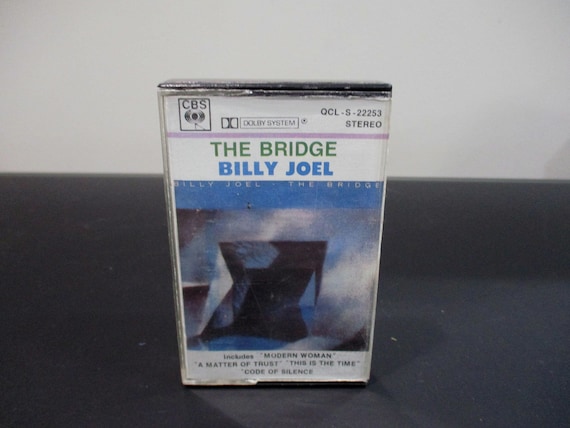 CBS
DOLBY SYSTEM ®
QCL-S-22253
STEREO
THE BRIDGE
BILLY JOEL
BILLY JOEL - THE BRIDGE
Includes "MODERN WOMAN"
"A MATTER OF TRUST" "THIS IS THE TIME"
"CODE OF SILENCE